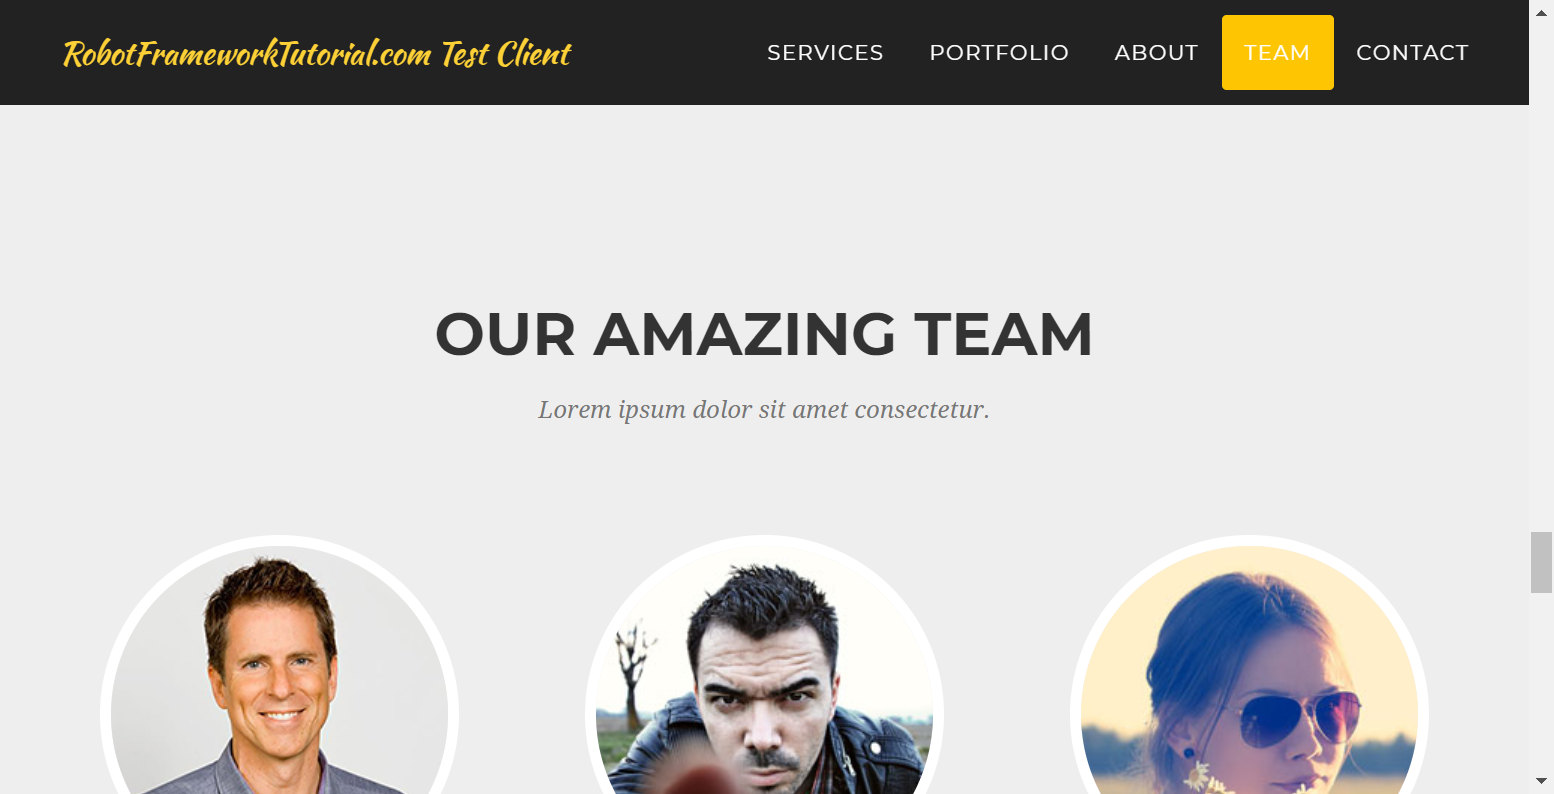 RobotFrameworkTutorial.com Test Client
SERVICES PORTFOLIO ABOUT TEAM CONTACT
OUR AMAZING TEAM
Lorem ipsum dolor sit amet consectetur.